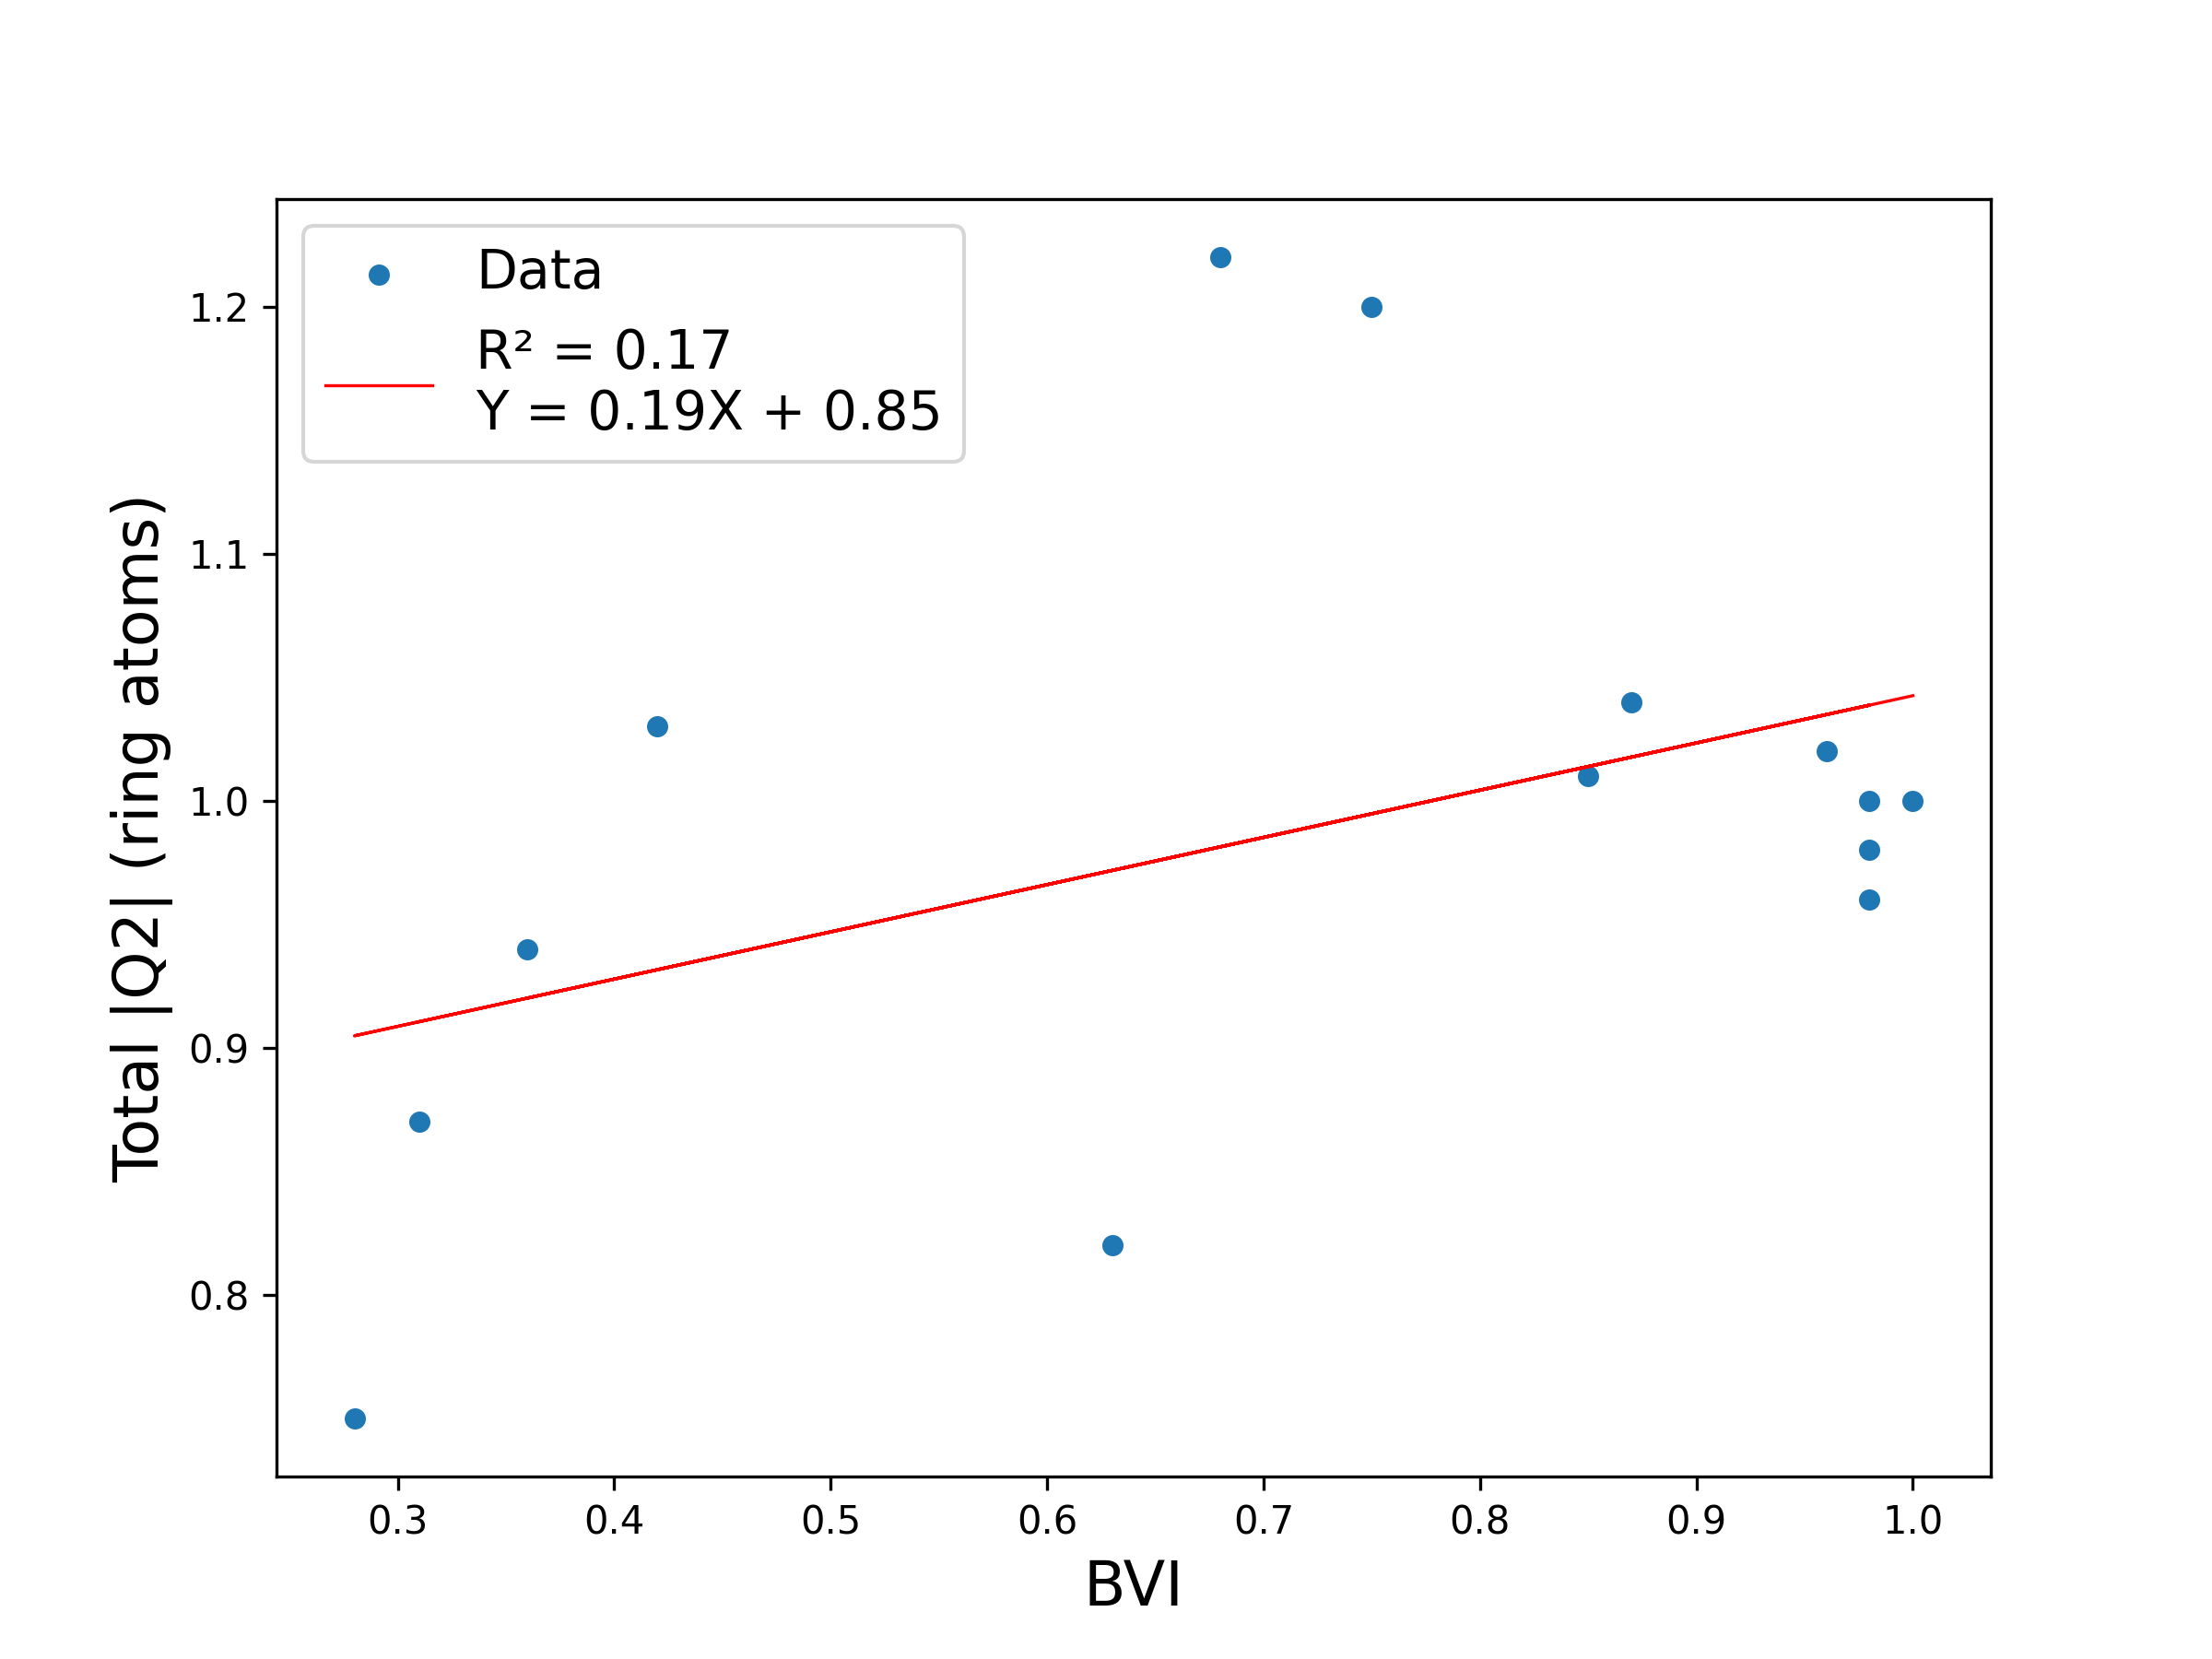 Data
R² = 0.17
Y = 0.19X + 0.85
1.2
1.1
1.0
0.9
0.8
Total |Q2| (ring atoms)
0.3 0.4 0.5 0.6 0.7 0.8 0.9 1.0
BVI